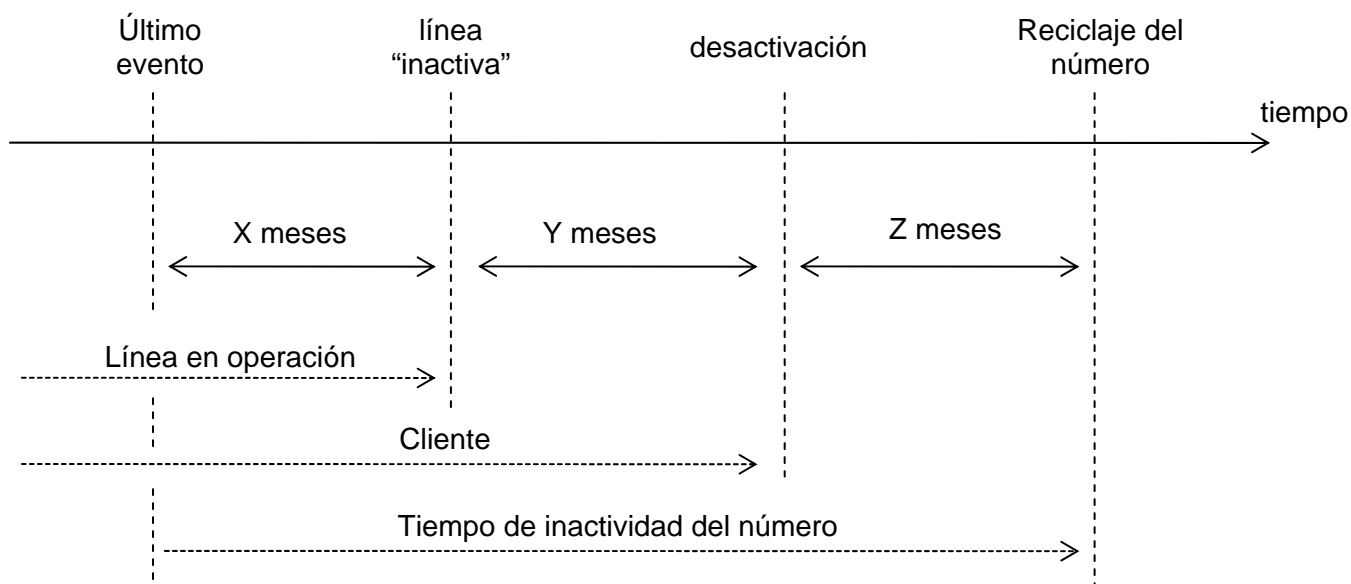 Último
evento
línea
“inactiva”
desactivación
Reciclaje del
número
tiempo
X meses
Y meses
Z meses
Línea en operación
Cliente
Tiempo de inactividad del número